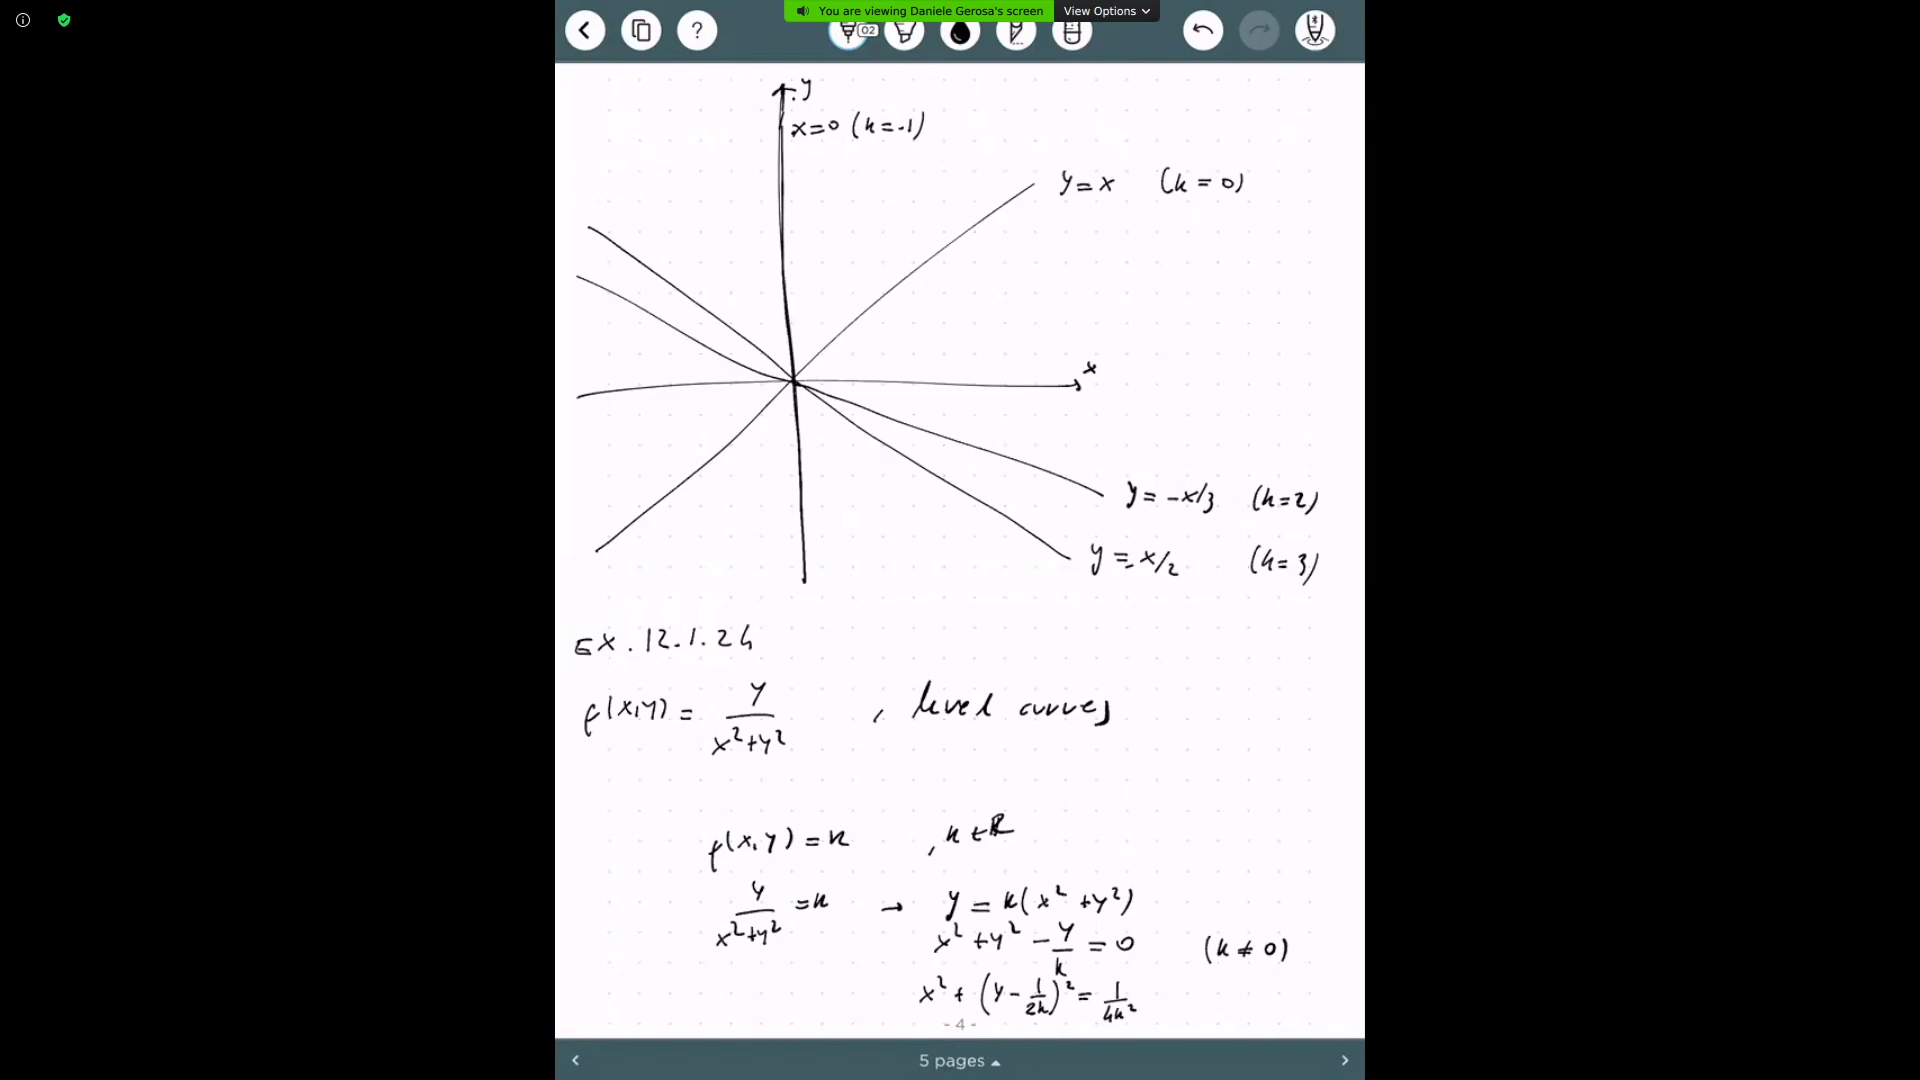 You are viewing Daniele Gerosa's screen View Options
?
02
y
x=0 (k=-1)
y=x (k=0)
x
y=-x/3 (k=2)
y=-x/2 (k=3)
EX. 12.1.24
f(x,y) = y/(x²+y²) , level curves
f(x,y) = k , k∈ℝ
y/(x²+y²) = k → y = k(x²+y²)
x²+y² - y/k = 0 (k≠0)
x² + (y - 1/2k)² = 1/4k²
- 4 -
5 pages